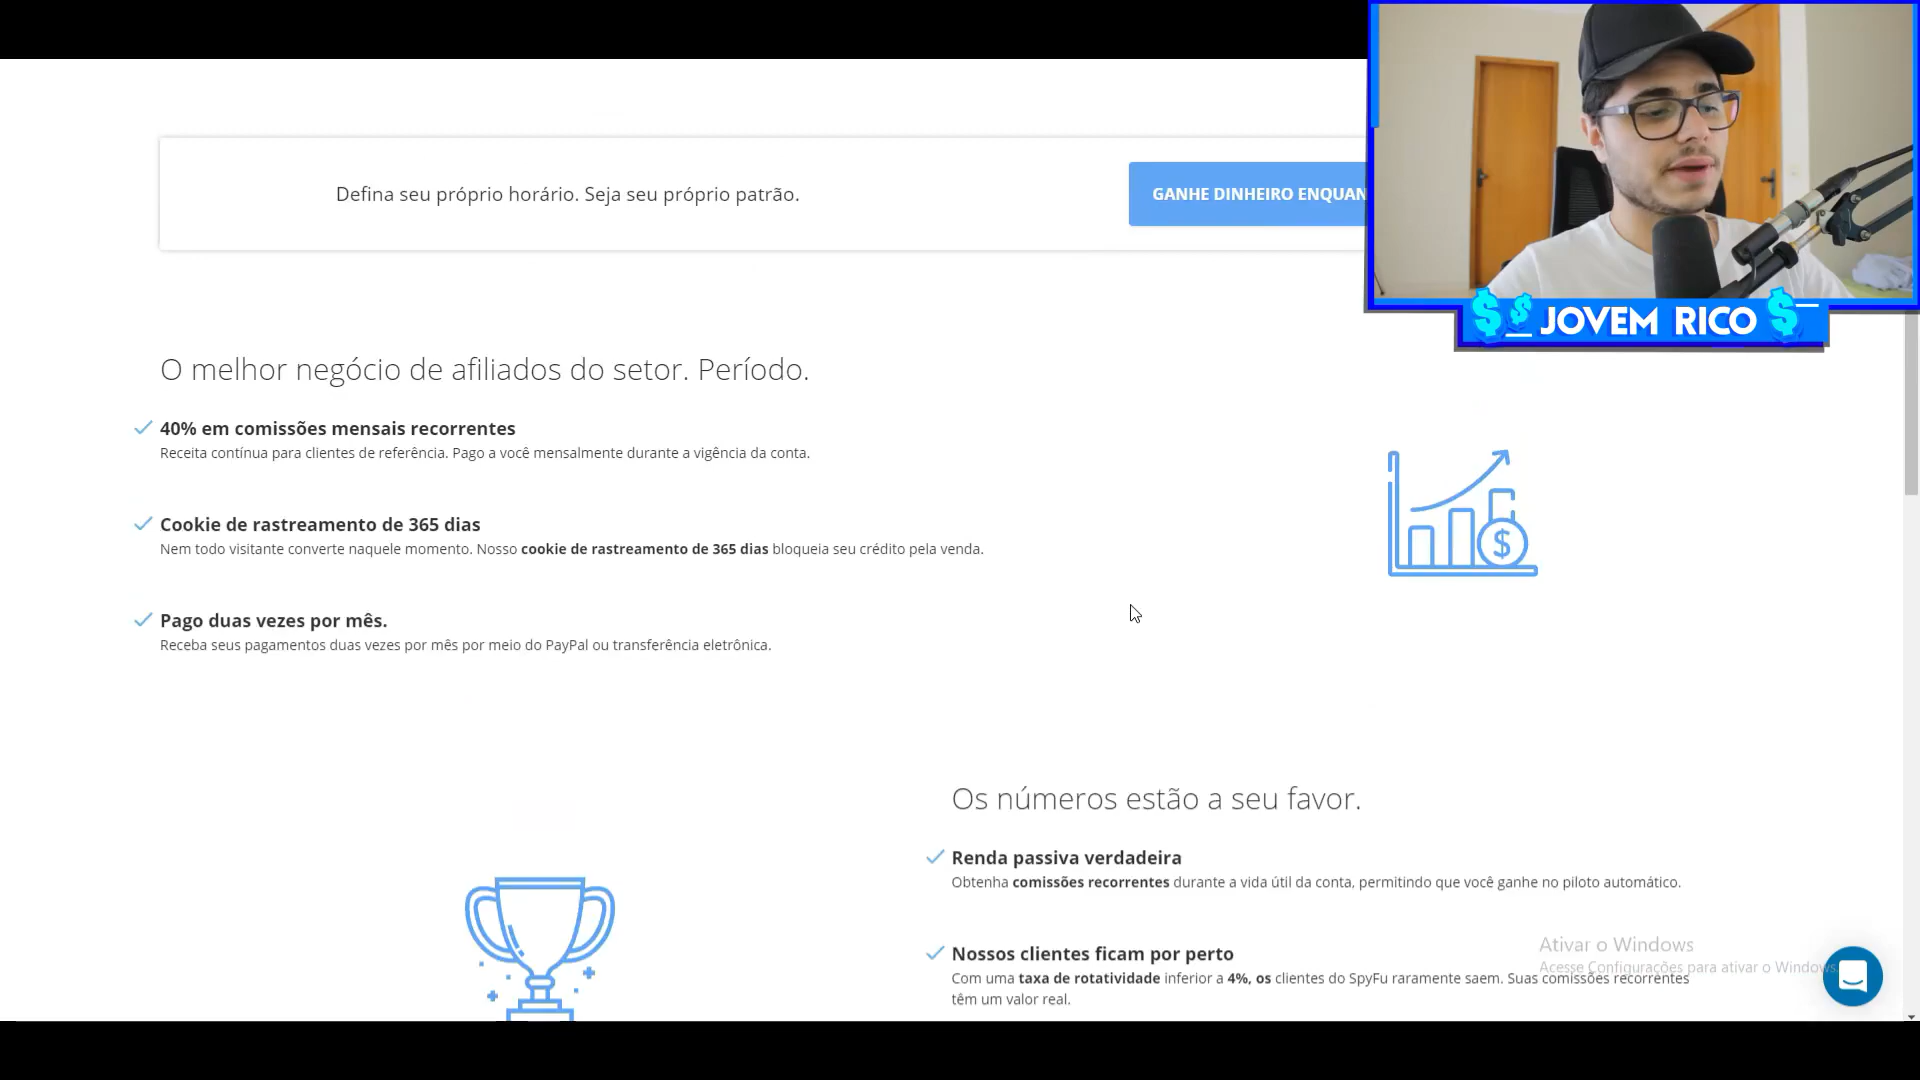 Defina seu próprio horário. Seja seu próprio patrão.
GANHE DINHEIRO ENQUAN
$ $ JOVEM RICO $
O melhor negócio de afiliados do setor. Período.
40% em comissões mensais recorrentes
Receita contínua para clientes de referência. Pago a você mensalmente durante a vigência da conta.
Cookie de rastreamento de 365 dias
Nem todo visitante converte naquele momento. Nosso cookie de rastreamento de 365 dias bloqueia seu crédito pela venda.
$
Pago duas vezes por mês.
Receba seus pagamentos duas vezes por mês por meio do PayPal ou transferência eletrônica.
Os números estão a seu favor.
Renda passiva verdadeira
Obtenha comissões recorrentes durante a vida útil da conta, permitindo que você ganhe no piloto automático.
Nossos clientes ficam por perto
Com uma taxa de rotatividade inferior a 4%, os clientes do SpyFu raramente saem. Suas comissões recorrentes
têm um valor real.
Ativar o Windows
Acesse Configurações para ativar o Windows.